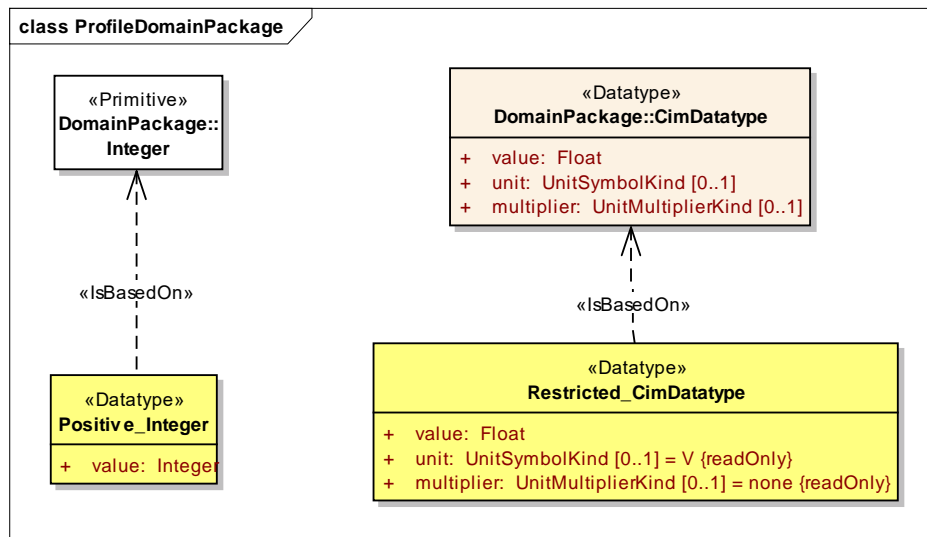 class ProfileDomainPackage
«Primitive»
DomainPackage::
Integer
«Datatype»
DomainPackage::CimDatatype
+ value: Float
+ unit: UnitSymbolKind [0..1]
+ multiplier: UnitMultiplierKind [0..1]
«IsBasedOn»
«IsBasedOn»
«Datatype»
Positive_Integer
+ value: Integer
«Datatype»
Restricted_CimDatatype
+ value: Float
+ unit: UnitSymbolKind [0..1] = V {readOnly}
+ multiplier: UnitMultiplierKind [0..1] = none {readOnly}